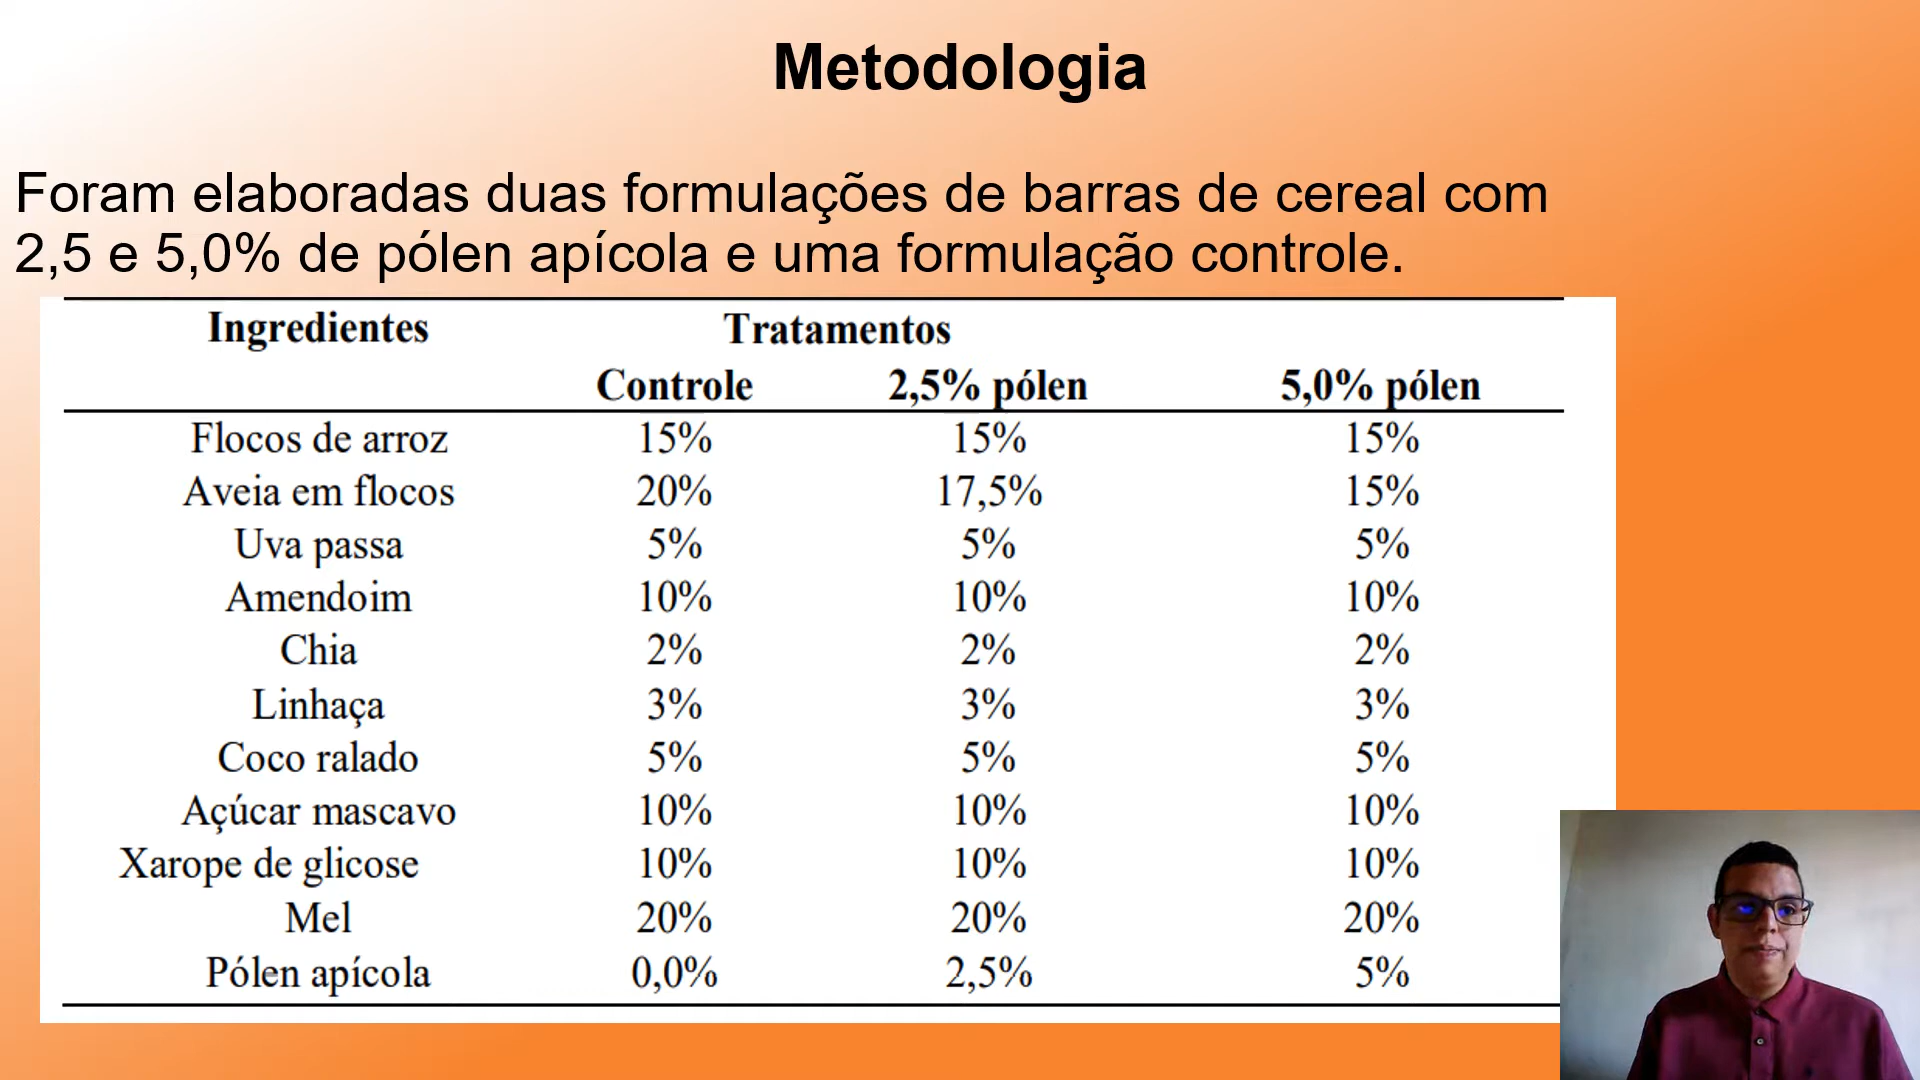 Metodologia
Foram elaboradas duas formulações de barras de cereal com
2,5 e 5,0% de pólen apícola e uma formulação controle.
Ingredientes Tratamentos
Controle 2,5% pólen 5,0% pólen
Flocos de arroz 15% 15% 15%
Aveia em flocos 20% 17,5% 15%
Uva passa 5% 5% 5%
Amendoim 10% 10% 10%
Chia 2% 2% 2%
Linhaça 3% 3% 3%
Coco ralado 5% 5% 5%
Açúcar mascavo 10% 10% 10%
Xarope de glicose 10% 10% 10%
Mel 20% 20% 20%
Pólen apícola 0,0% 2,5% 5%